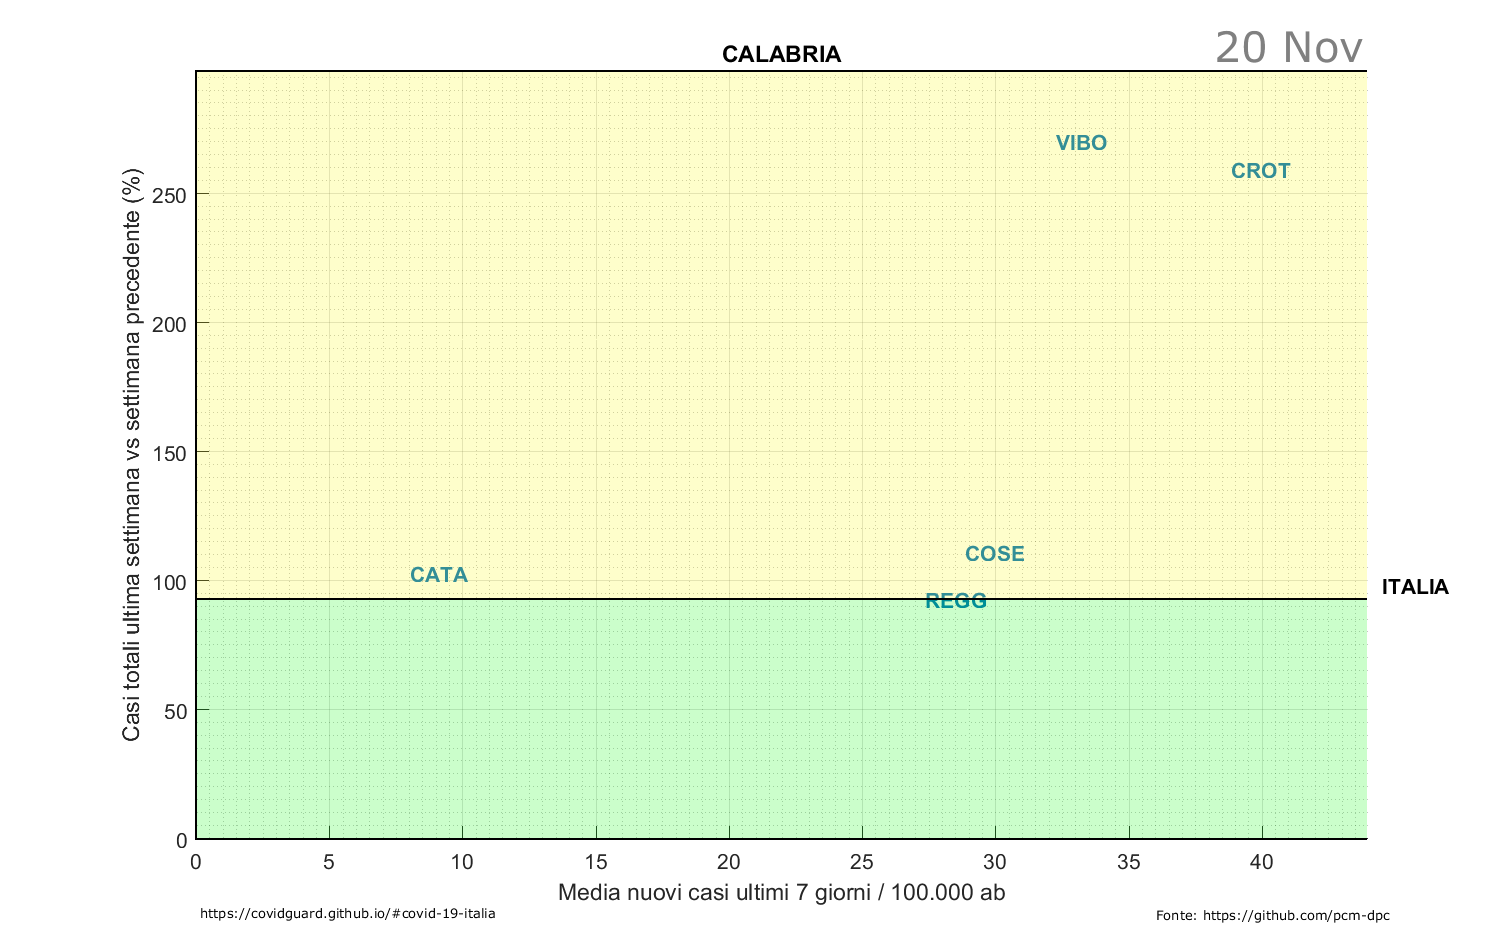 20 Nov
CALABRIA
Casi totali ultima settimana vs settimana precedente (%)
250
200
150
100
50
0
VIBO
CROT
COSE
CATA
REGG
ITALIA
0 5 10 15 20 25 30 35 40
Media nuovi casi ultimi 7 giorni / 100.000 ab
https://covidguard.github.io/#covid-19-italia
Fonte: https://github.com/pcm-dpc